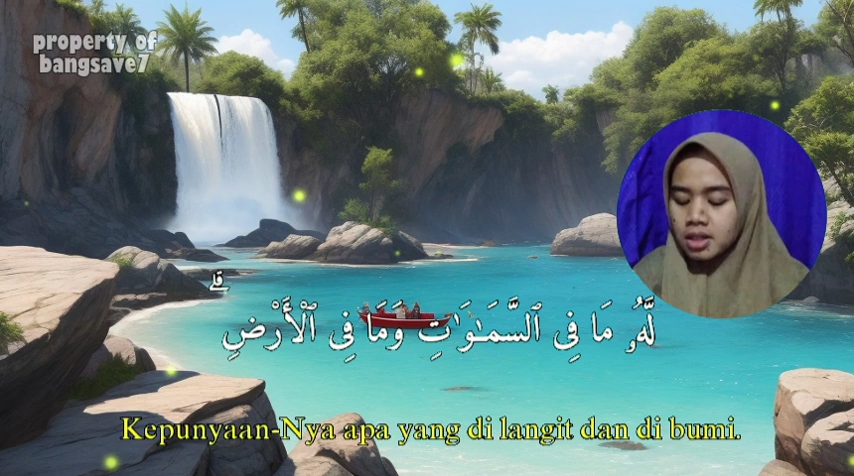 property of
bangsave7
لَّهُۥ مَا فِى ٱلسَّمَـٰوَٰتِ وَمَا فِى ٱلْأَرْضِ ۗ
Kepunyaan-Nya apa yang di langit dan di bumi.